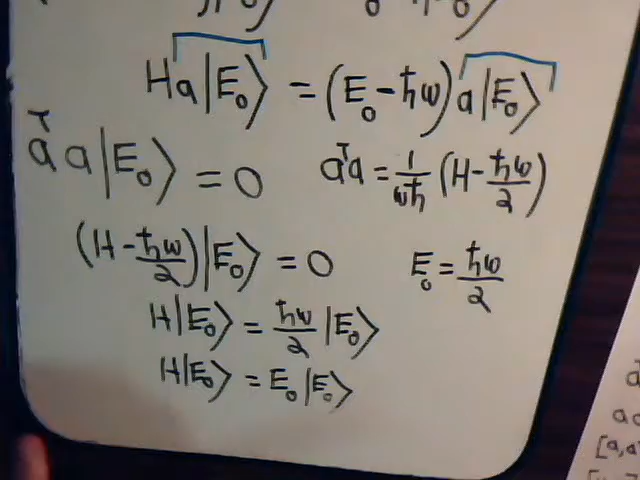 Ha|E₀⟩ = (E₀ - ħω)a|E₀⟩
a†a|E₀⟩ = 0
a†a = 1/ωħ (H - ħω/2)
(H - ħω/2)|E₀⟩ = 0
E₀ = ħω/2
H|E₀⟩ = ħω/2 |E₀⟩
H|E₀⟩ = E₀|E₀⟩